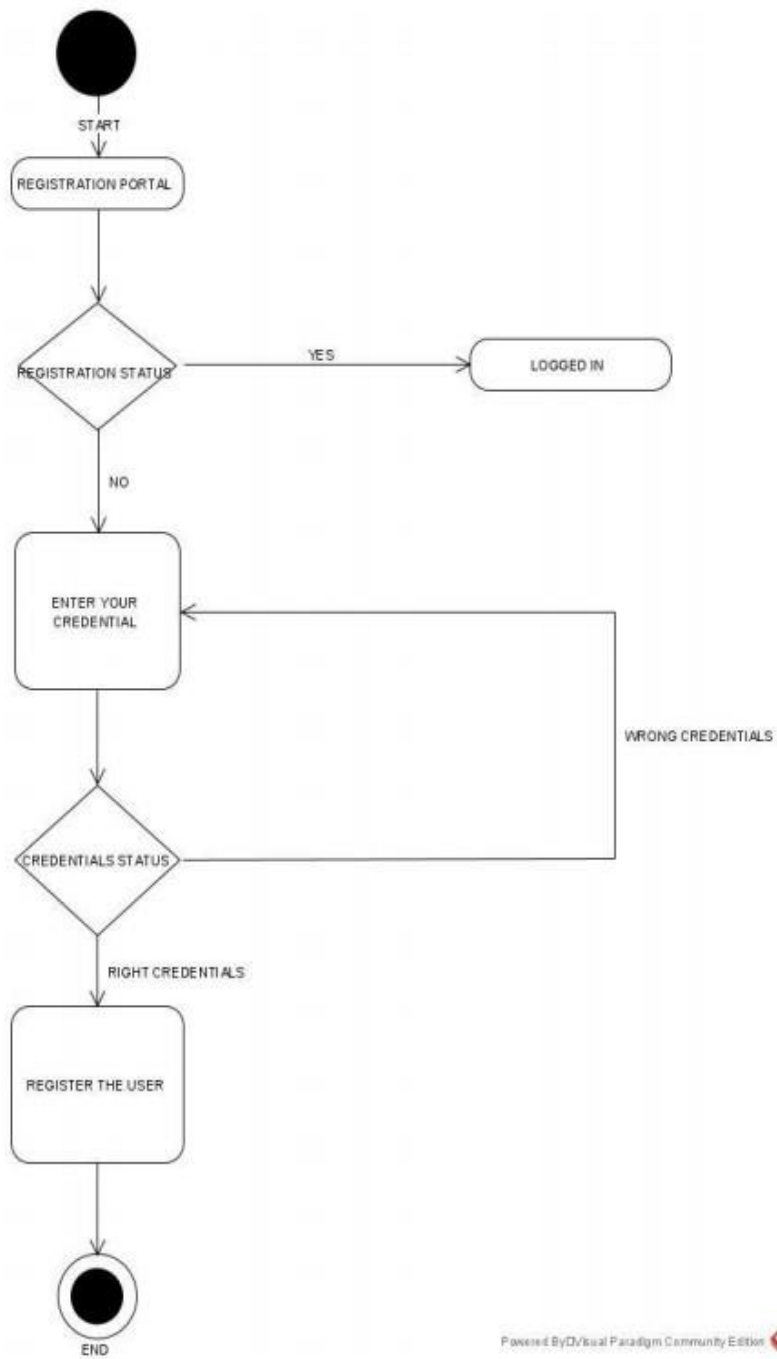 START
REGISTRATION PORTAL
REGISTRATION STATUS
YES
LOGGED IN
NO
ENTER YOUR
CREDENTIAL
WRONG CREDENTIALS
CREDENTIALS STATUS
RIGHT CREDENTIALS
REGISTER THE USER
END
Powered By Visual Paradigm Community Edition